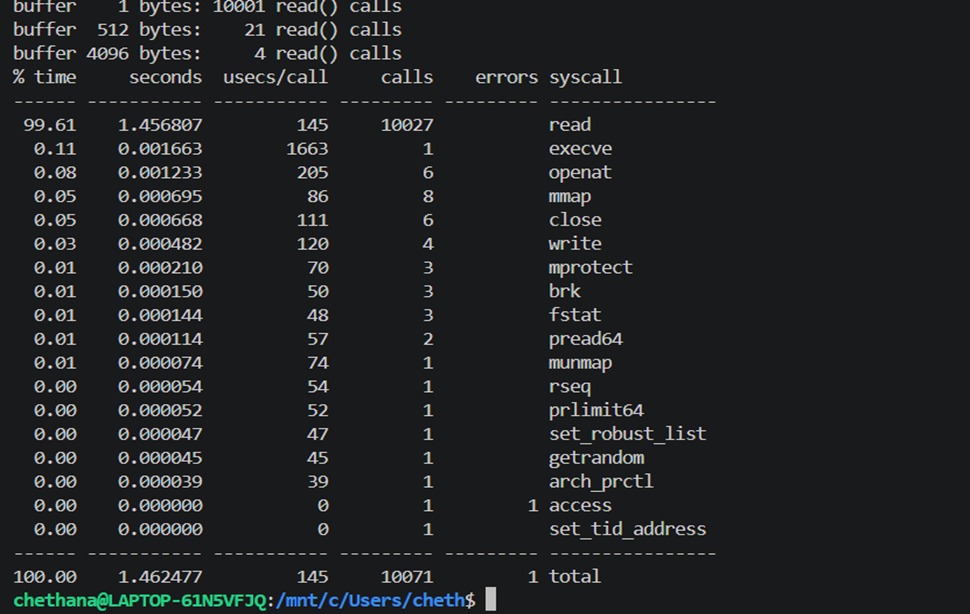 buffer    1 bytes: 10001 read() calls
buffer  512 bytes:    21 read() calls
buffer 4096 bytes:     4 read() calls
% time     seconds  usecs/call     calls    errors syscall
------ ----------- ----------- --------- --------- ----------------
 99.61    1.456807         145     10027           read
  0.11    0.001663        1663         1           execve
  0.08    0.001233         205         6           openat
  0.05    0.000695          86         8           mmap
  0.05    0.000668         111         6           close
  0.03    0.000482         120         4           write
  0.01    0.000210          70         3           mprotect
  0.01    0.000150          50         3           brk
  0.01    0.000144          48         3           fstat
  0.01    0.000114          57         2           pread64
  0.01    0.000074          74         1           munmap
  0.00    0.000054          54         1           rseq
  0.00    0.000052          52         1           prlimit64
  0.00    0.000047          47         1           set_robust_list
  0.00    0.000045          45         1           getrandom
  0.00    0.000039          39         1           arch_prctl
  0.00    0.000000           0         1         1 access
  0.00    0.000000           0         1           set_tid_address
------ ----------- ----------- --------- --------- ----------------
100.00    1.462477         145     10071         1 total
chethana@LAPTOP-61N5VFJQ:/mnt/c/Users/cheth$